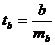 t_b = b / m_b